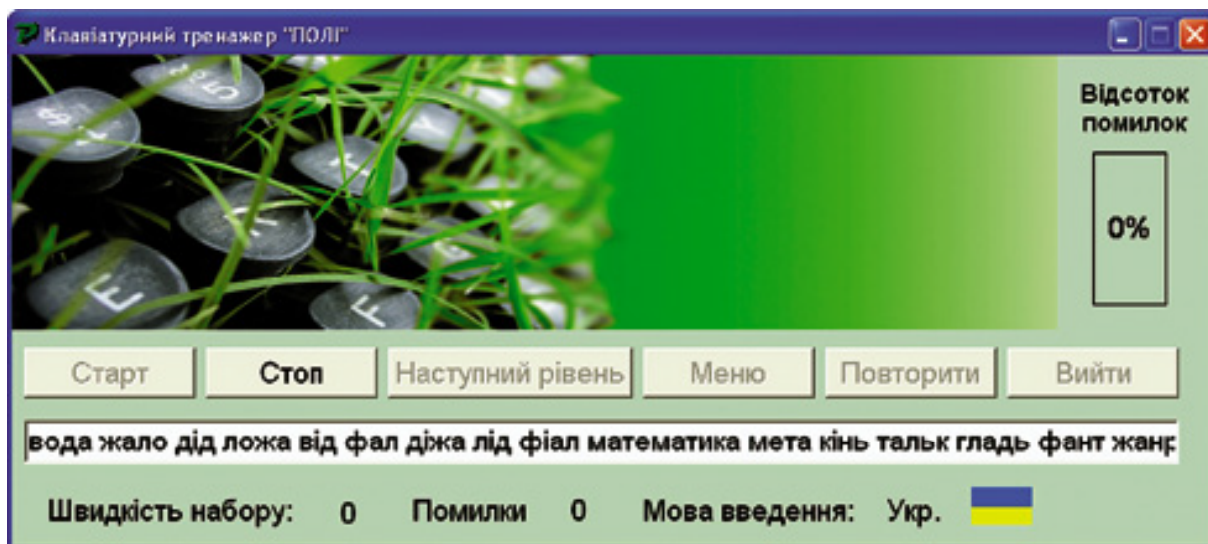 Клавіатурний тренажер "ПОЛІ"
Відсоток
помилок
0%
Старт Стоп Наступний рівень Меню Повторити Вийти
вода жало дід ложа від фал діжа лід фіал математика мета кінь тальк гладь фант жанр
Швидкість набору: 0 Помилки 0 Мова введення: Укр.